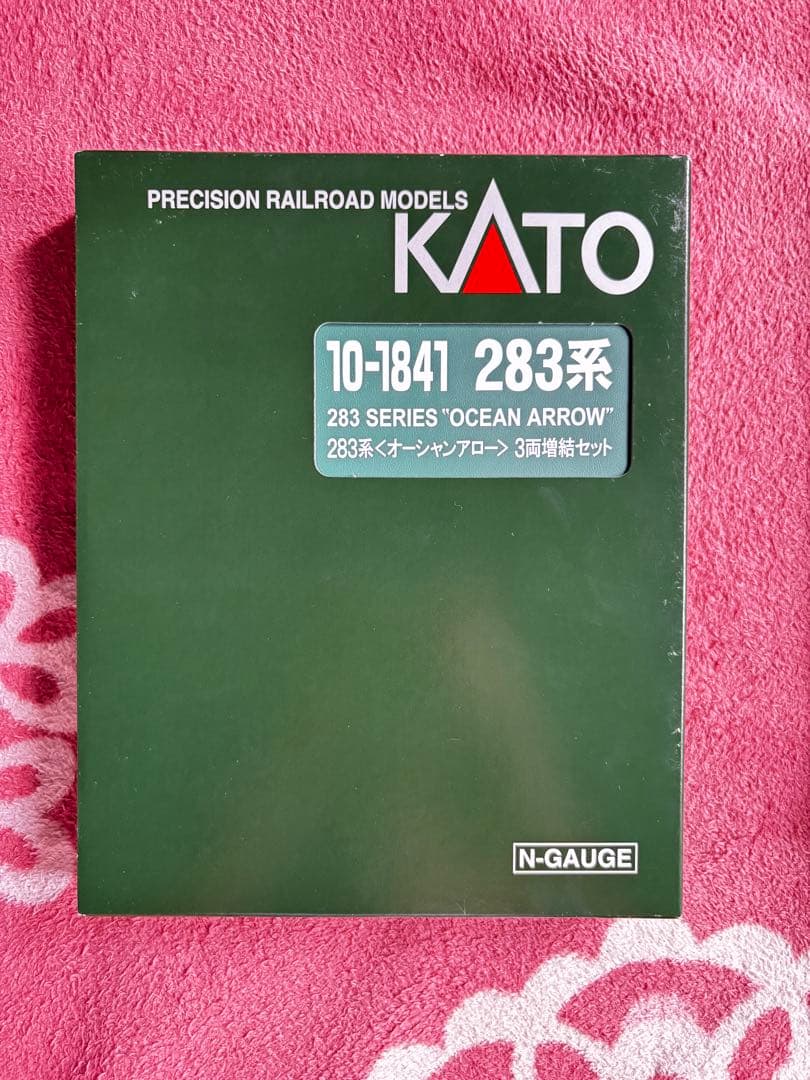 PRECISION RAILROAD MODELS
KATO
10-1841 283系
283 SERIES "OCEAN ARROW"
283系<オーシャンアロー> 3両増結セット
N-GAUGE